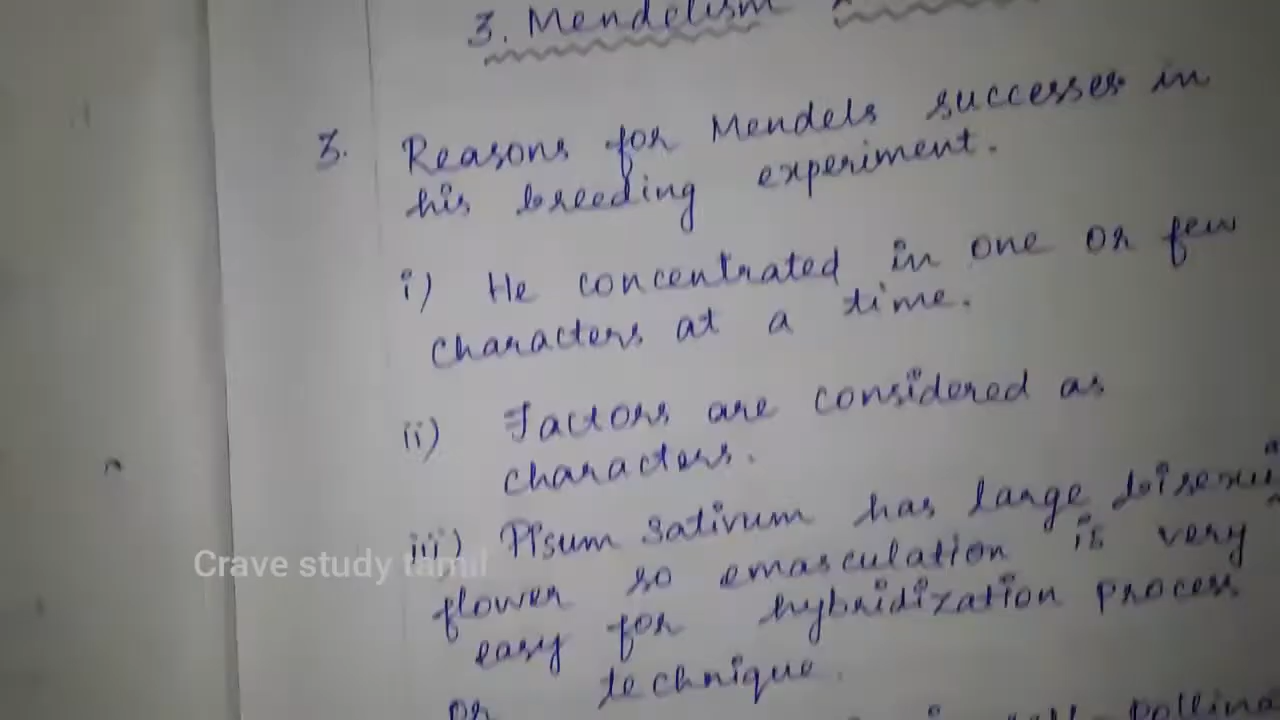 3. Mendelism
3. Reasons for Mendels successes in
his breeding experiment.
i) He concentrated in one or few
characters at a time.
ii) Factors are considered as
characters.
iii) Pisum sativum has large bisexu
flower so emasculation is very
easy for hybridization process
or technique.
Crave study tamil